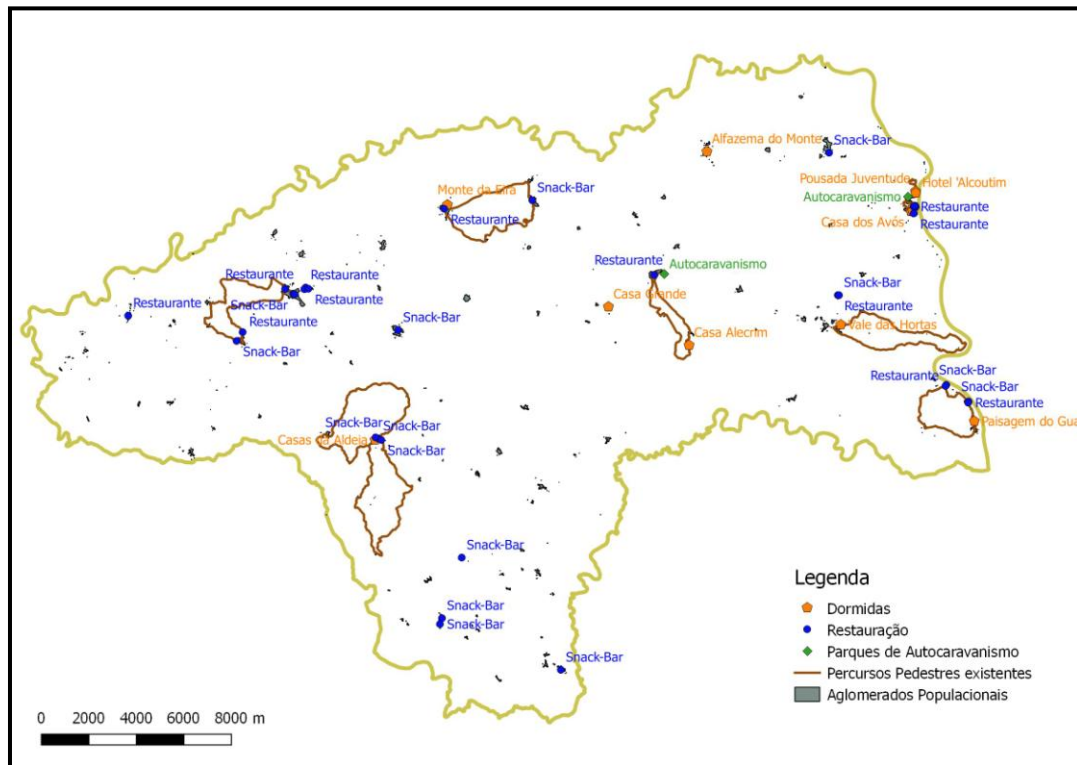 Alfazema do Monte
Snack-Bar
Pousada Juventude
Hotel 'Alcoutim
Autocaravanismo
Restaurante
Casa dos Avós
Restaurante
Monte da Eira
Snack-Bar
Restaurante
Restaurante
Autocaravanismo
Restaurante
Restaurante
Restaurante
Restaurante
Snack-Bar
Restaurante
Snack-Bar
Snack-Bar
Casa Grande
Casa Alecrim
Snack-Bar
Restaurante
Vale das Hortas
Snack-Bar
Restaurante
Snack-Bar
Restaurante
Paisagem do Gua
Snack-Bar
Snack-Bar
Casas da Aldeia
Snack-Bar
Snack-Bar
Snack-Bar
Snack-Bar
Snack-Bar
Legenda
Dormidas
Restauração
Parques de Autocaravanismo
Percursos Pedestres existentes
Aglomerados Populacionais
0 2000 4000 6000 8000 m